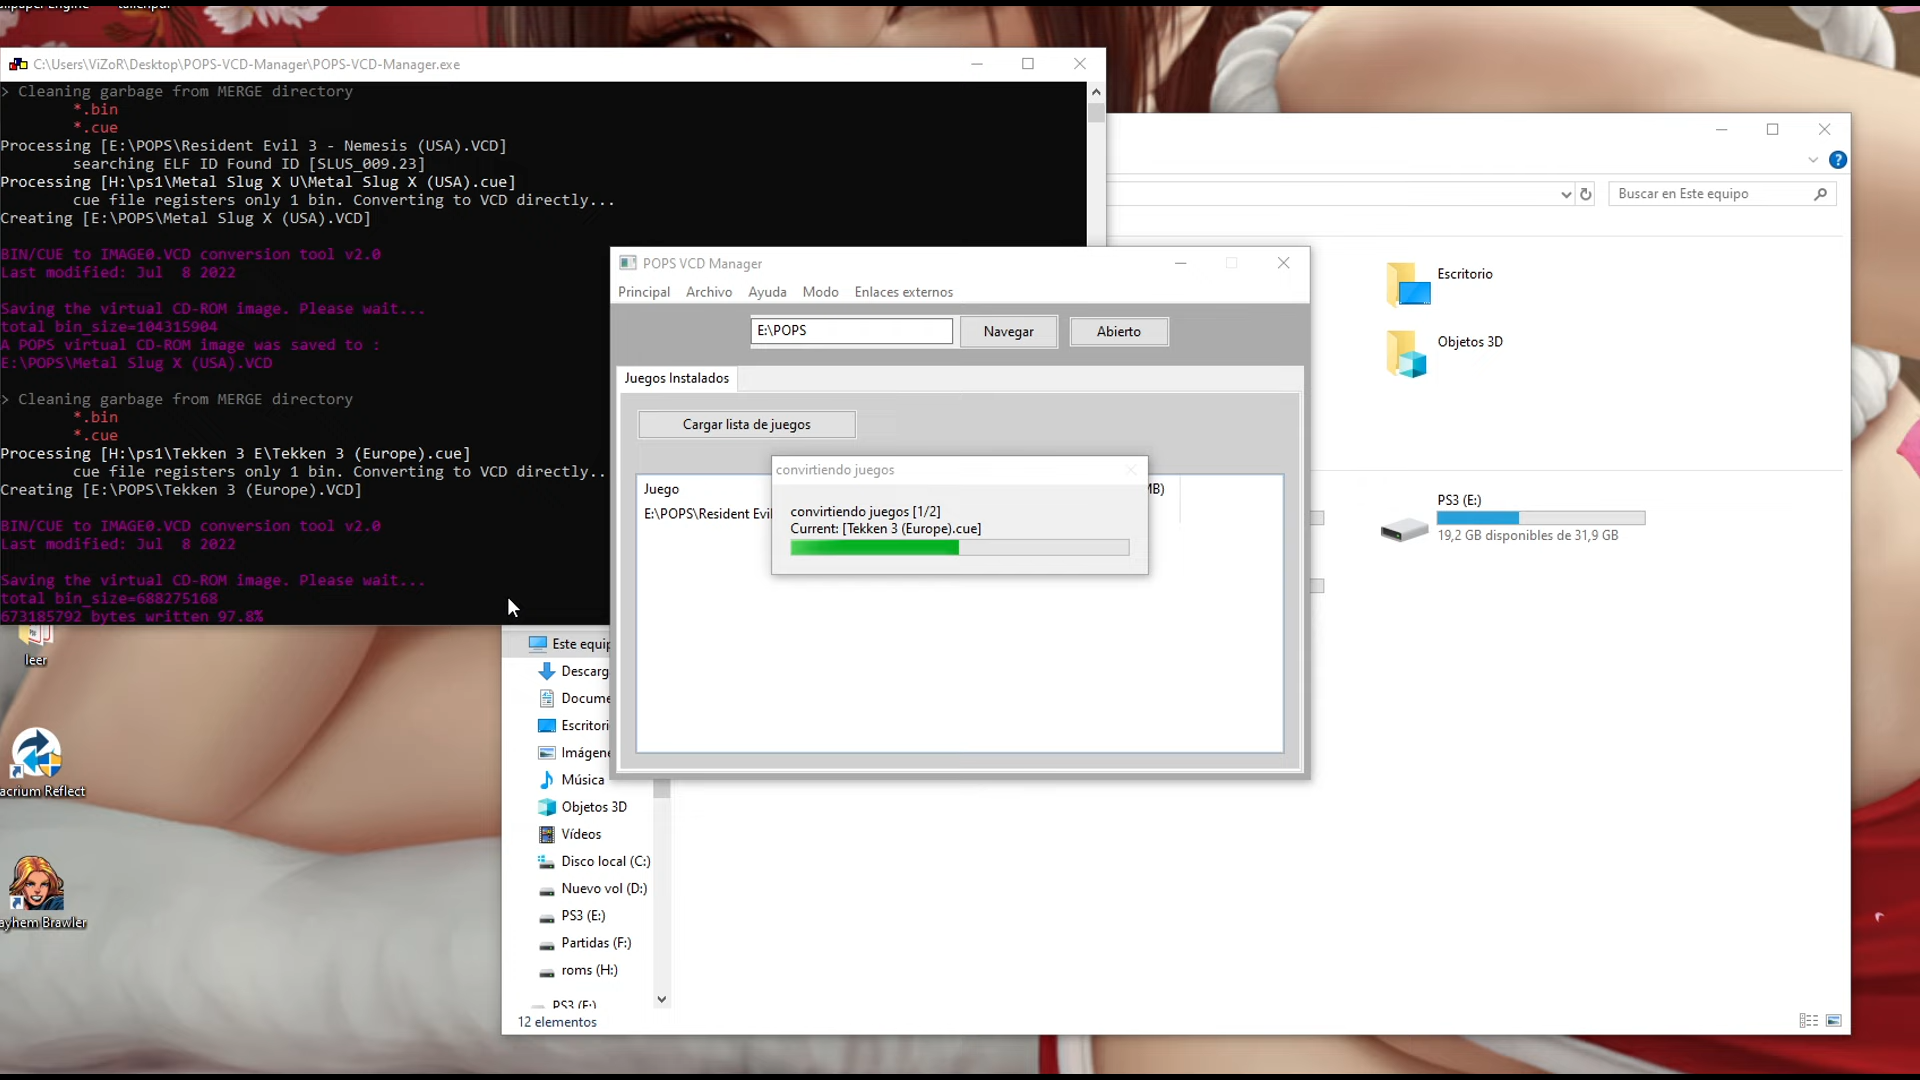 C:\Users\ViZoR\Desktop\POPS-VCD-Manager\POPS-VCD-Manager.exe
> Cleaning garbage from MERGE directory
*.bin
*.cue
Processing [E:\POPS\Resident Evil 3 - Nemesis (USA).VCD]
searching ELF ID Found ID [SLUS_009.23]
Processing [H:\ps1\Metal Slug X U\Metal Slug X (USA).cue]
cue file registers only 1 bin. Converting to VCD directly...
Creating [E:\POPS\Metal Slug X (USA).VCD]
BIN/CUE to IMAGE0.VCD conversion tool v2.0
Last modified: Jul  8 2022
Saving the virtual CD-ROM image. Please wait...
total bin_size=104315904
A POPS virtual CD-ROM image was saved to :
E:\POPS\Metal Slug X (USA).VCD
> Cleaning garbage from MERGE directory
*.bin
*.cue
Processing [H:\ps1\Tekken 3 E\Tekken 3 (Europe).cue]
cue file registers only 1 bin. Converting to VCD directly..
Creating [E:\POPS\Tekken 3 (Europe).VCD]
BIN/CUE to IMAGE0.VCD conversion tool v2.0
Last modified: Jul  8 2022
Saving the virtual CD-ROM image. Please wait...
total bin_size=688275168
673185792 bytes written 97.8%
POPS VCD Manager
Principal Archivo Ayuda Modo Enlaces externos
E:\POPS Navegar Abierto
Juegos Instalados
Cargar lista de juegos
Juego MB)
E:\POPS\Resident Evil
convirtiendo juegos
convirtiendo juegos [1/2]
Current: [Tekken 3 (Europe).cue]
Buscar en Este equipo
Escritorio
Objetos 3D
PS3 (E:)
19,2 GB disponibles de 31,9 GB
leer
acrium Reflect
ayhem Brawler
Este equip
Descarg
Docume
Escritori
Imágene
Música
Objetos 3D
Vídeos
Disco local (C:)
Nuevo vol (D:)
PS3 (E:)
Partidas (F:)
roms (H:)
PS3 (E:)
12 elementos